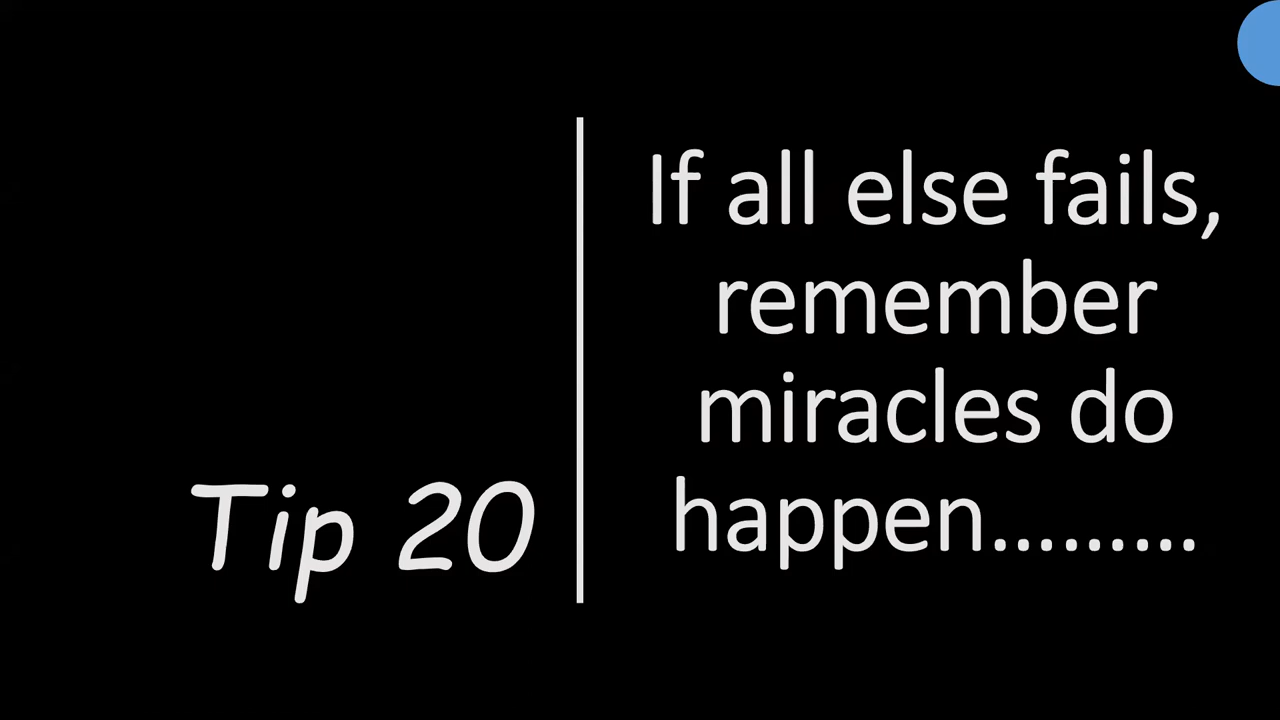 Tip 20
If all else fails,
remember
miracles do
happen.........